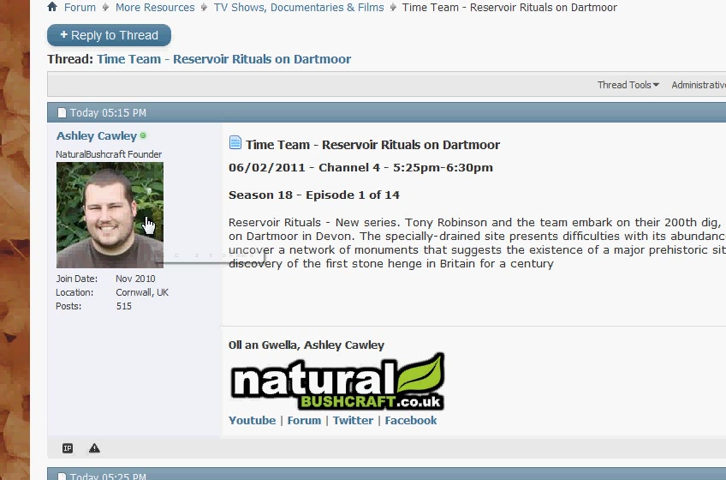 Forum More Resources TV Shows, Documentaries & Films Time Team - Reservoir Rituals on Dartmoor
+ Reply to Thread
Thread: Time Team - Reservoir Rituals on Dartmoor
Thread Tools Administrativ
Today 05:15 PM
Ashley Cawley
NaturalBushcraft Founder
Join Date: Nov 2010
Location: Cornwall, UK
Posts: 515
Time Team - Reservoir Rituals on Dartmoor
06/02/2011 - Channel 4 - 5:25pm-6:30pm
Season 18 - Episode 1 of 14
Reservoir Rituals - New series. Tony Robinson and the team embark on their 200th dig,
on Dartmoor in Devon. The specially-drained site presents difficulties with its abundanc
uncover a network of monuments that suggests the existence of a major prehistoric sit
discovery of the first stone henge in Britain for a century
Oll an Gwella, Ashley Cawley
natural
BUSHCRAFT.co.uk
Youtube | Forum | Twitter | Facebook
IP
Today 05:25 PM